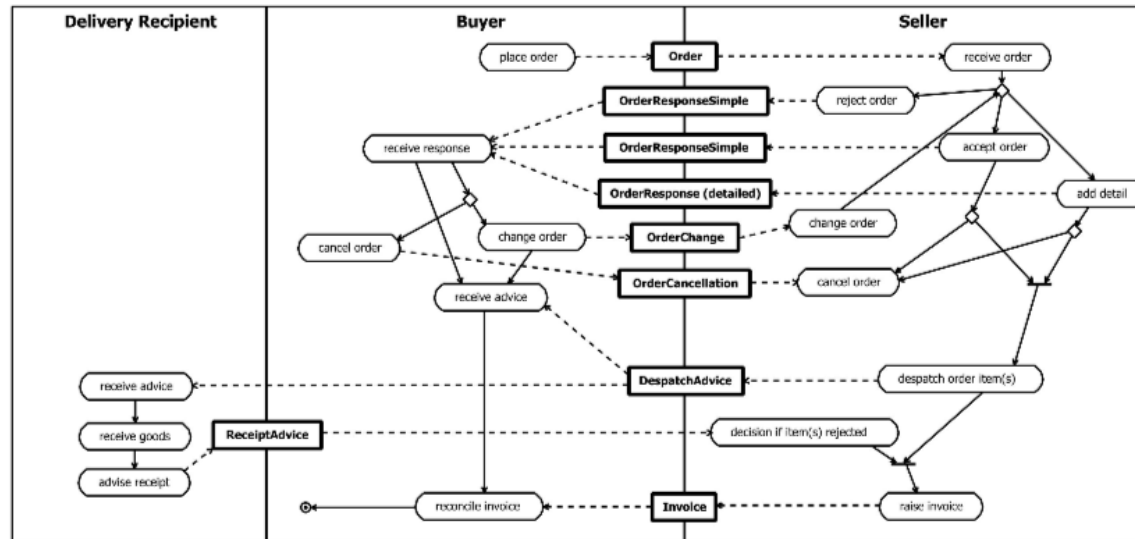 Delivery Recipient
Buyer
Seller
place order
Order
receive order
OrderResponseSimple
reject order
receive response
OrderResponseSimple
accept order
OrderResponse (detailed)
add detail
cancel order
change order
OrderChange
change order
OrderCancellation
cancel order
receive advice
receive advice
DespatchAdvice
despatch order item(s)
receive goods
ReceiptAdvice
decision if item(s) rejected
advise receipt
reconcile invoice
Invoice
raise invoice